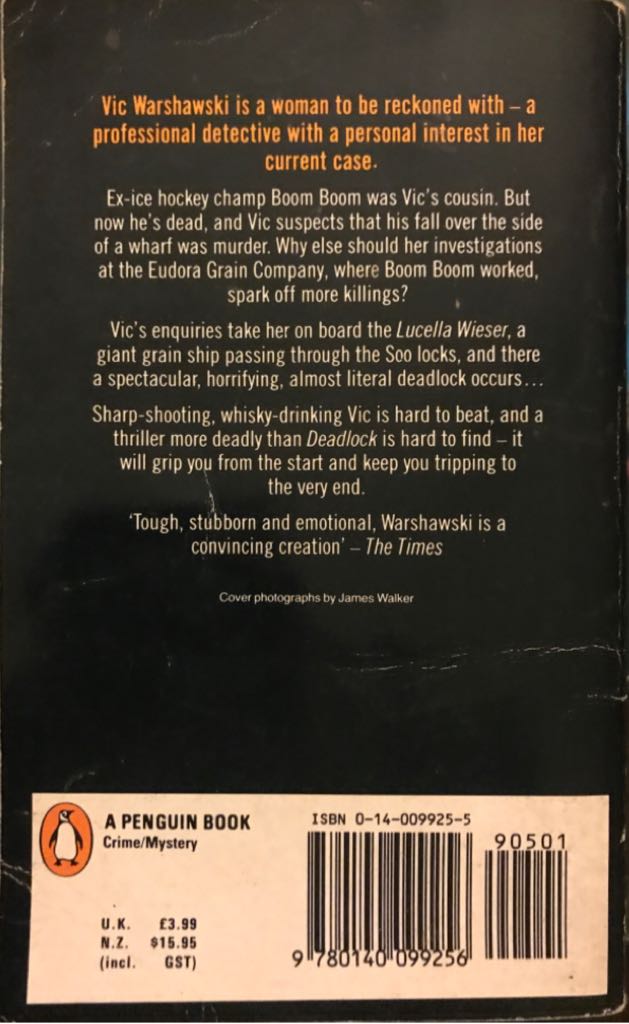 Vic Warshawski is a woman to be reckoned with – a
professional detective with a personal interest in her
current case.
Ex-ice hockey champ Boom Boom was Vic's cousin. But
now he's dead, and Vic suspects that his fall over the side
of a wharf was murder. Why else should her investigations
at the Eudora Grain Company, where Boom Boom worked,
spark off more killings?
Vic's enquiries take her on board the Lucella Wieser, a
giant grain ship passing through the Soo locks, and there
a spectacular, horrifying, almost literal deadlock occurs...
Sharp-shooting, whisky-drinking Vic is hard to beat, and a
thriller more deadly than Deadlock is hard to find – it
will grip you from the start and keep you tripping to
the very end.
'Tough, stubborn and emotional, Warshawski is a
convincing creation' – The Times
Cover photographs by James Walker
A PENGUIN BOOK
Crime/Mystery
U.K. £3.99
N.Z. $15.95
(incl. GST)
ISBN 0-14-009925-5
90501
9 780140 099256